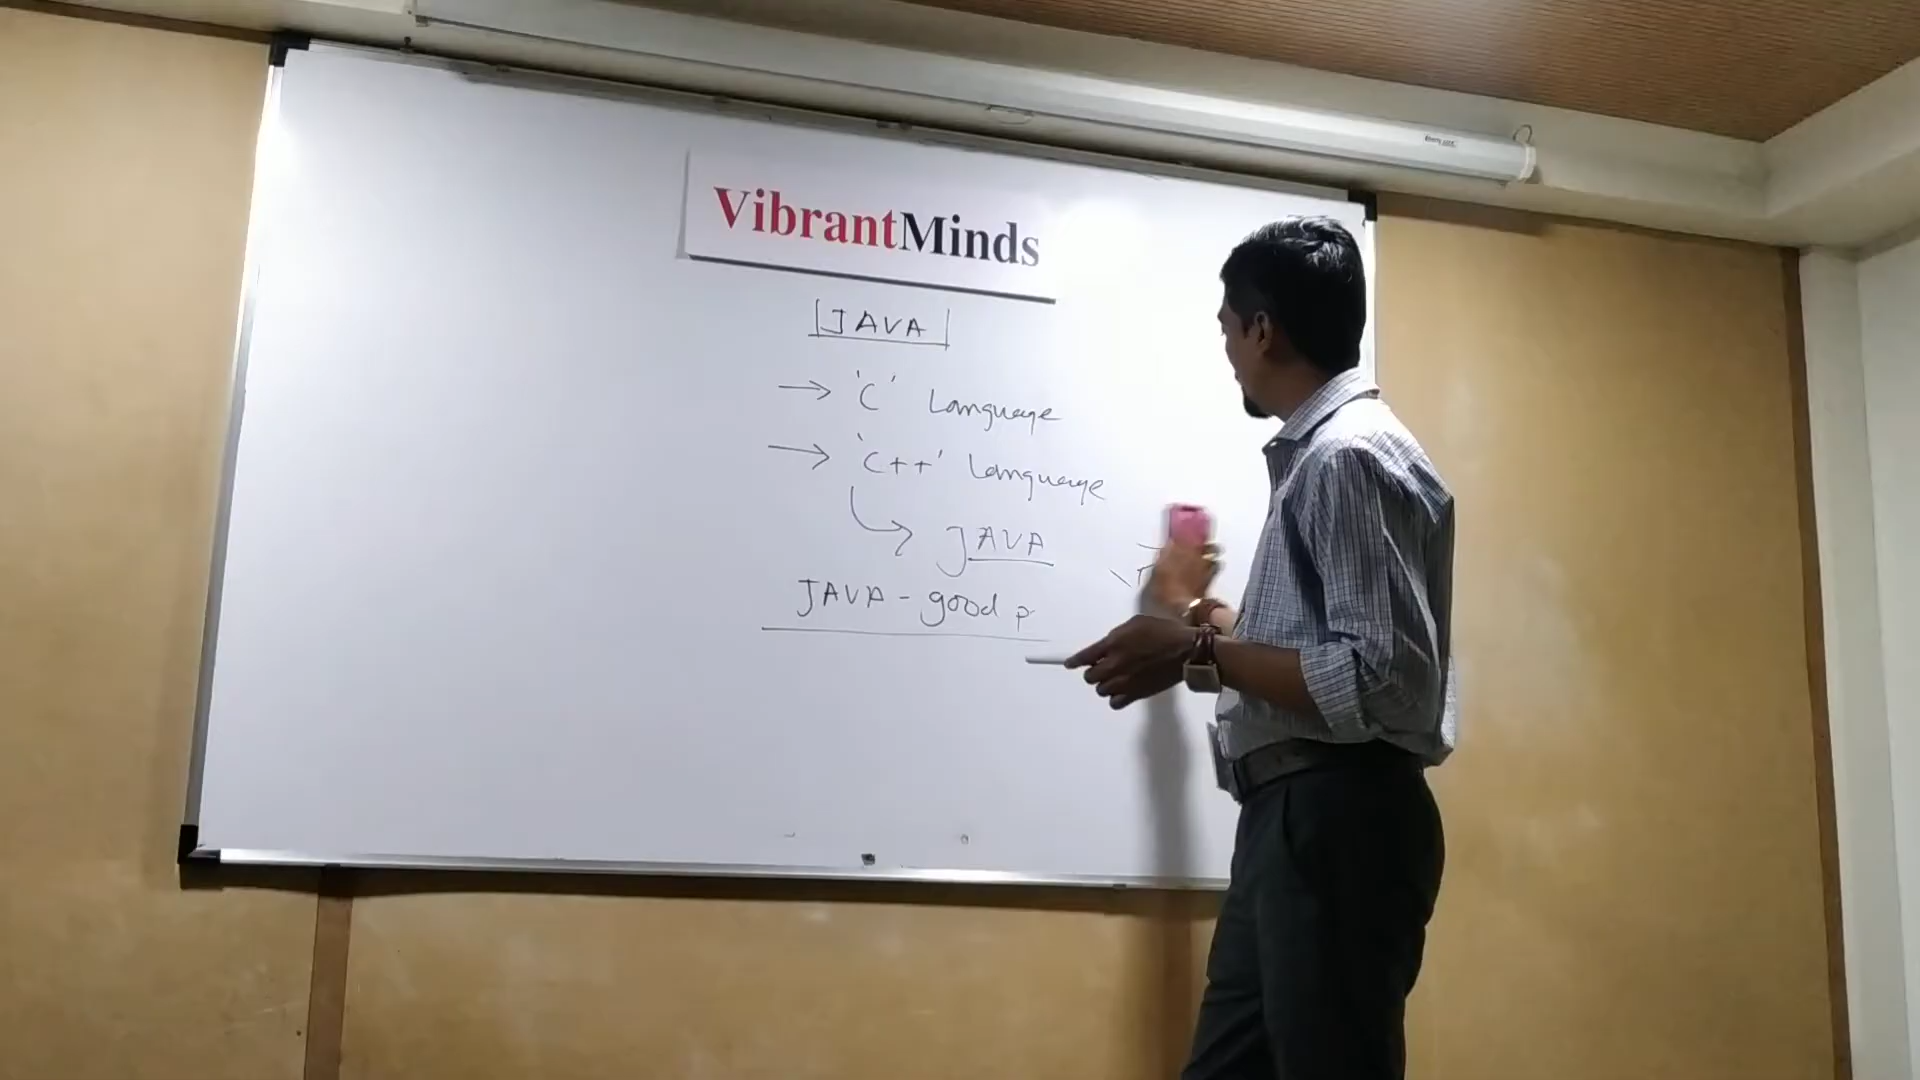 VibrantMinds
JAVA
→ 'C' Language
→ 'C++' Language
JAVA
JAVA - good p